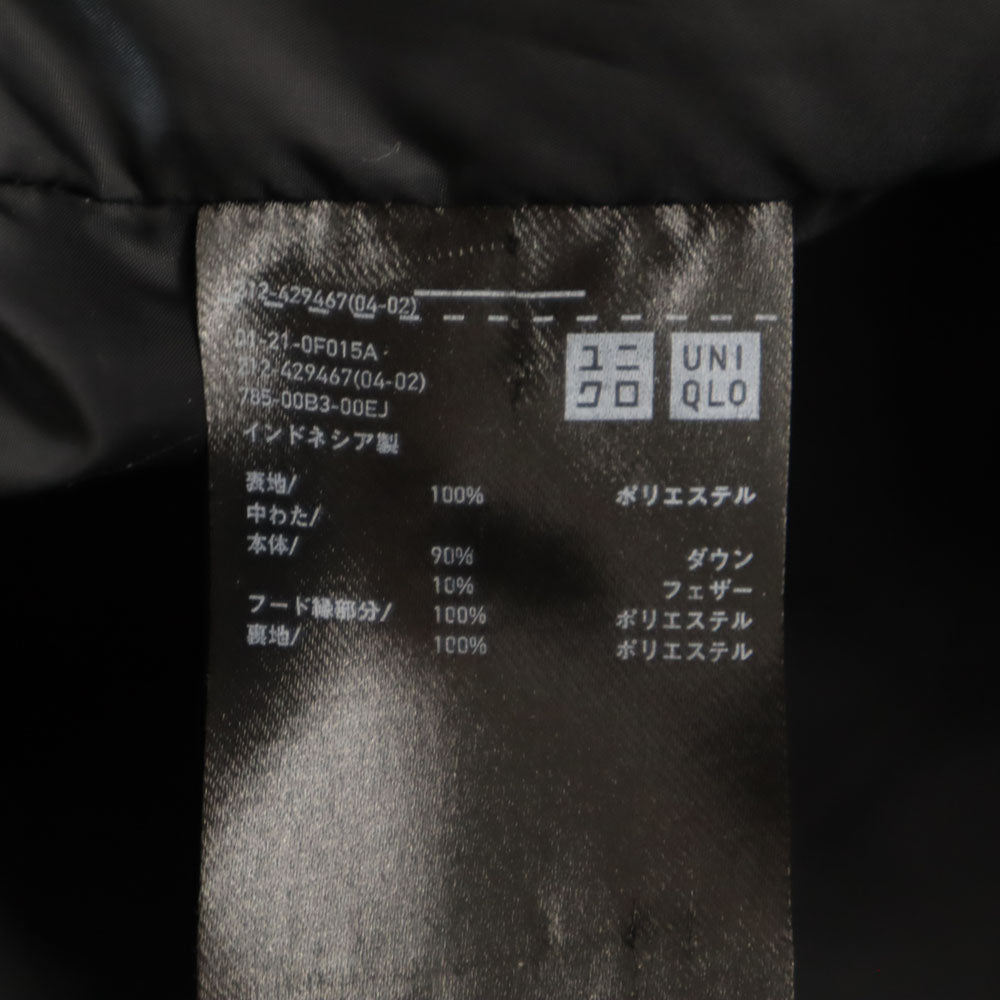 212-429467(04-02)
01-21-0F015A
212-429467(04-02)
785-00B3-00EJ
インドネシア製
ユニ
クロ
UNI
QLO
表地/ 100% ポリエステル
中わた/
本体/ 90% ダウン
10% フェザー
フード縁部分/ 100% ポリエステル
裏地/ 100% ポリエステル